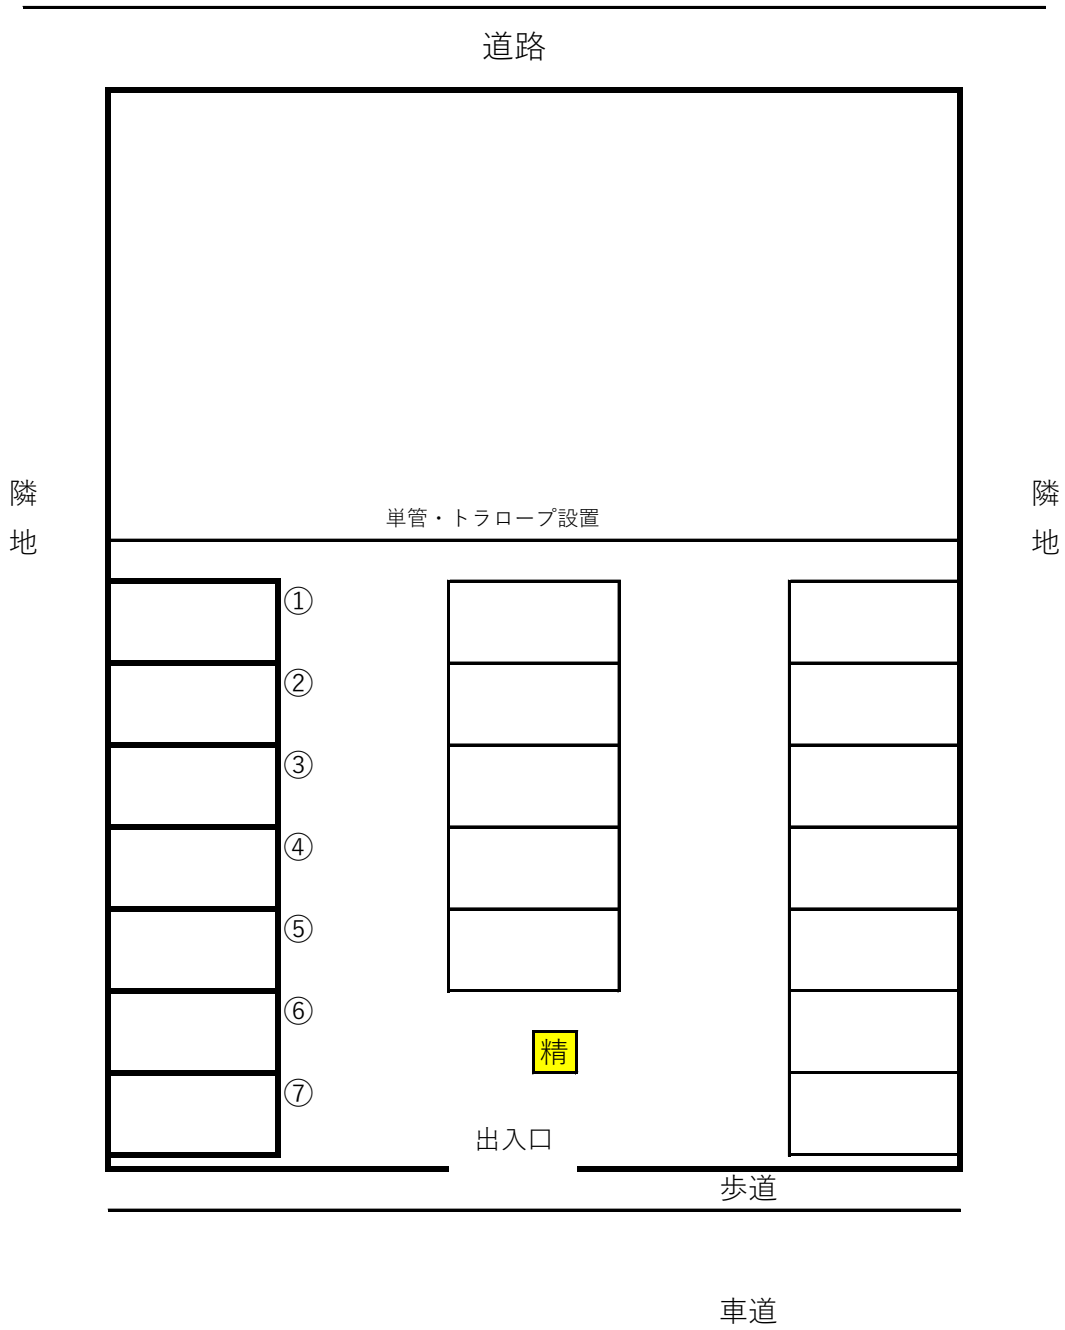 道路
隣地
隣地
単管・トラロープ設置
①
②
③
④
⑤
⑥
精
⑦
出入口
歩道
車道